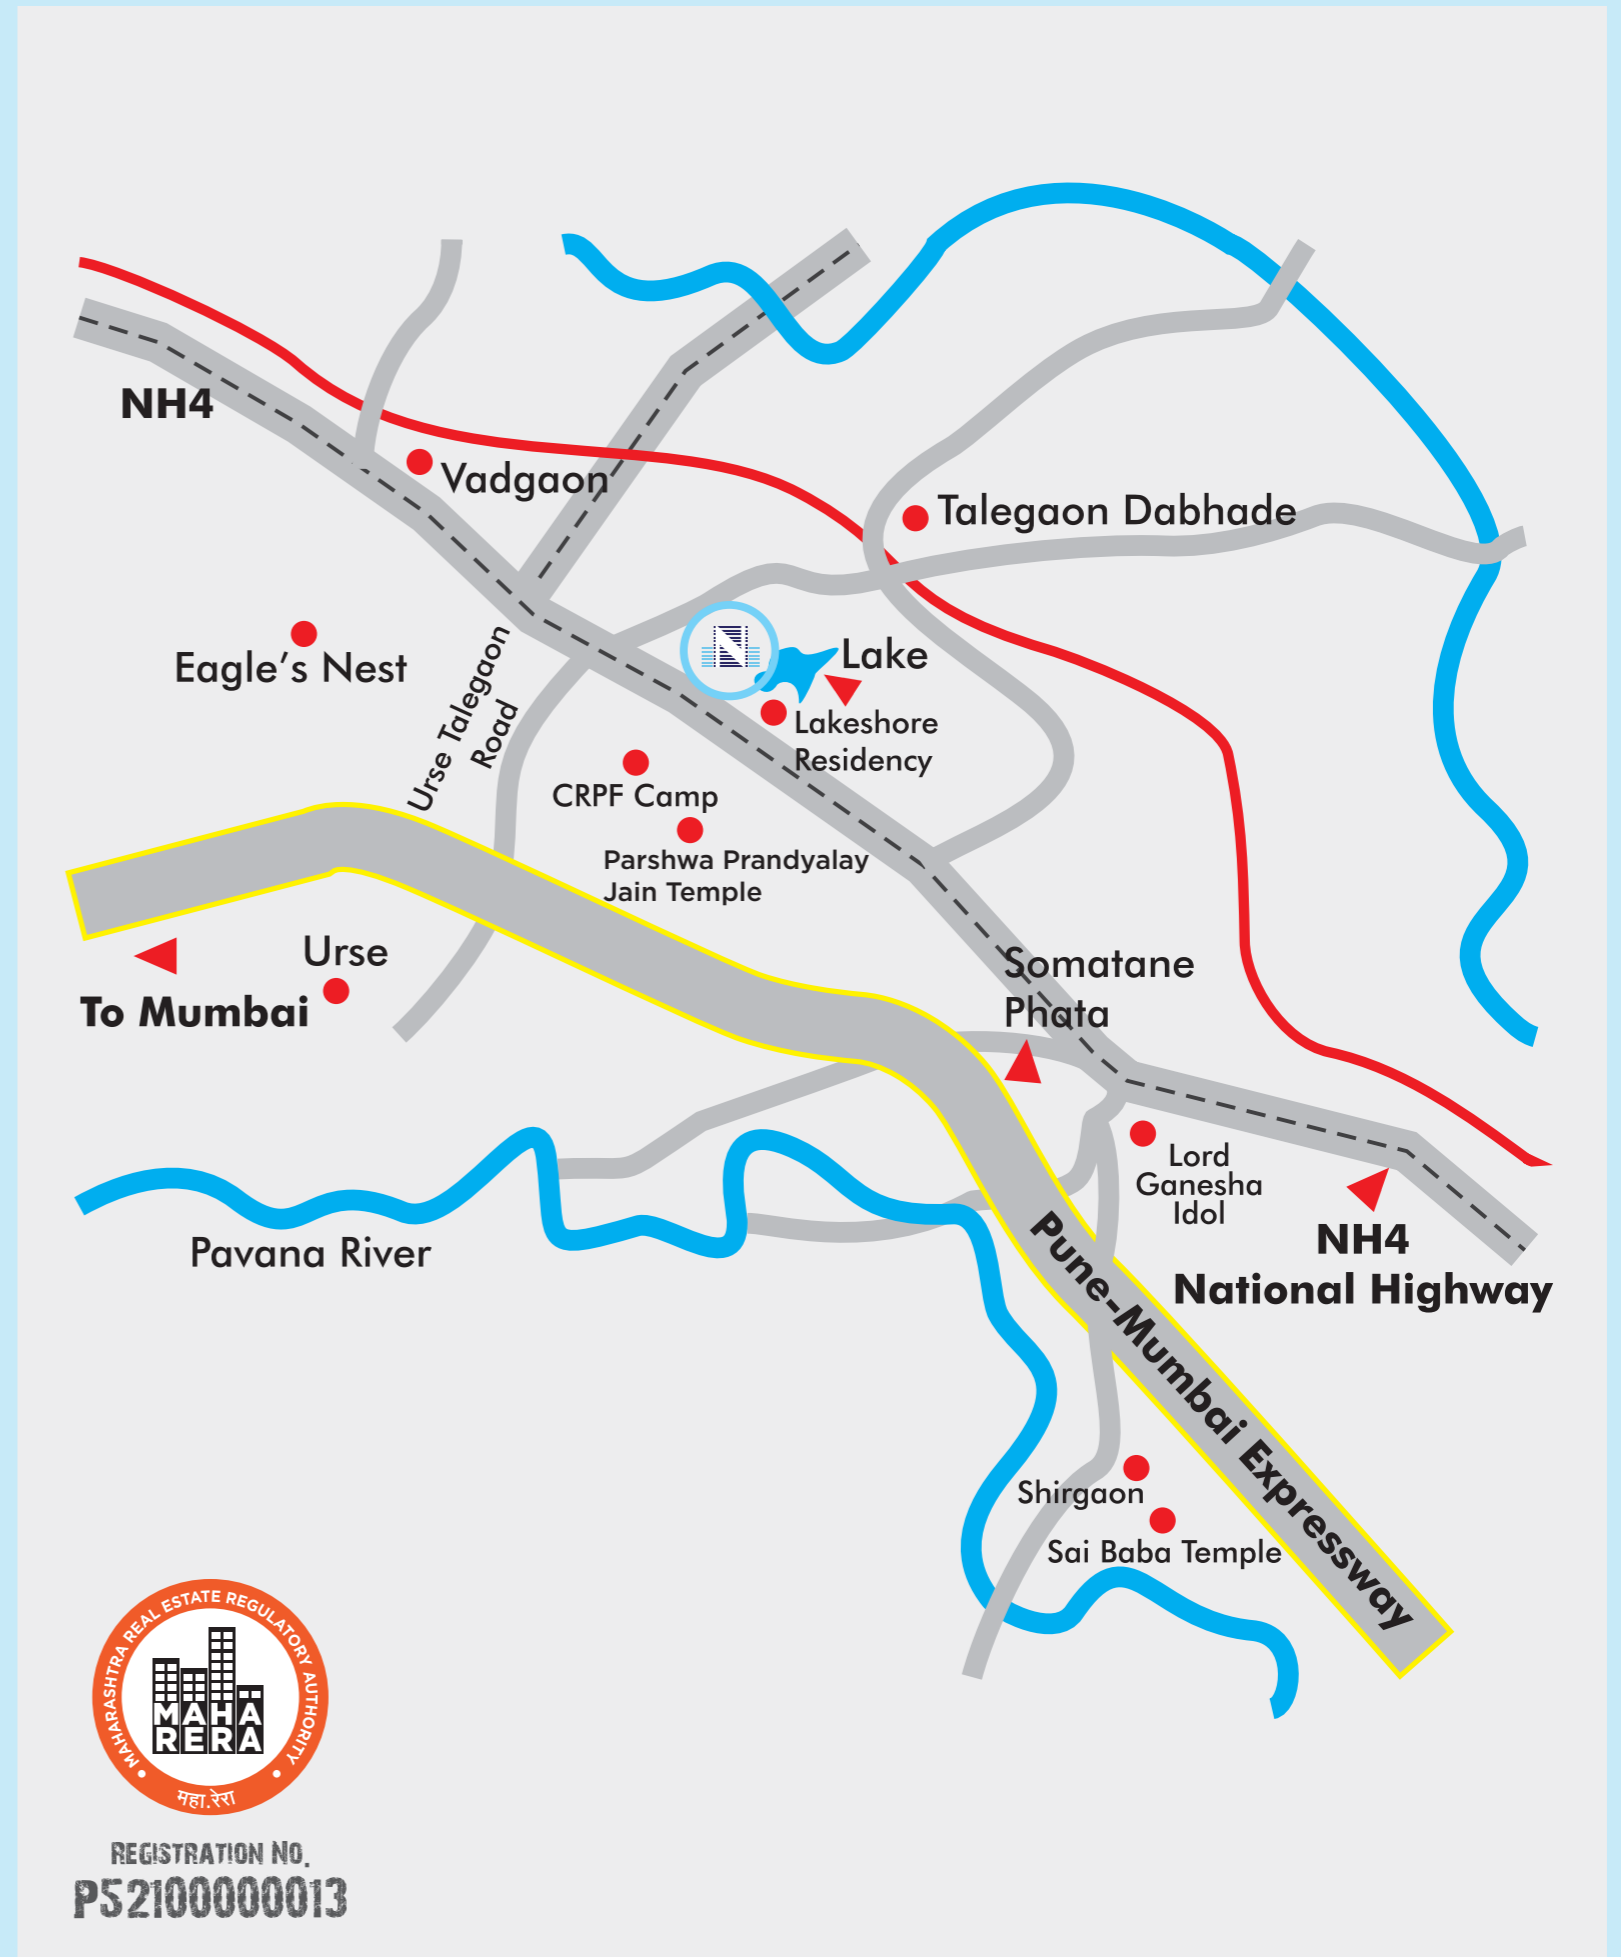 NH4
Vadgaon
Talegaon Dabhade
Eagle’s Nest
Urse Talegaon
Road
N
Lake
Lakeshore
Residency
CRPF Camp
Parshwa Prandyalay
Jain Temple
Urse
To Mumbai
Somatane
Phata
Lord
Ganesha
Idol
NH4
National Highway
Pavana River
Pune-Mumbai Expressway
Shirgaon
Sai Baba Temple
MAHARASHTRA REAL ESTATE REGULATORY AUTHORITY
MAHA
RERA
महा.रेरा
REGISTRATION NO.
P52100000013